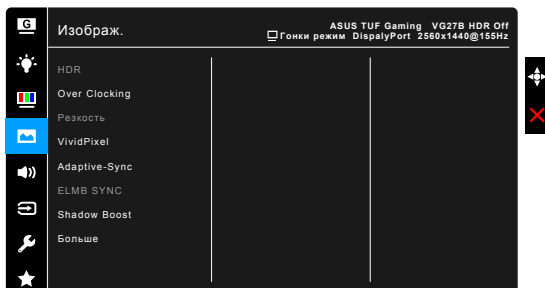 G
Изображ.
ASUS TUF Gaming VG27B HDR Off
Гонки режим DispalyPort 2560x1440@155Hz
HDR
Over Clocking
Резкость
VividPixel
Adaptive-Sync
ELMB SYNC
Shadow Boost
Больше